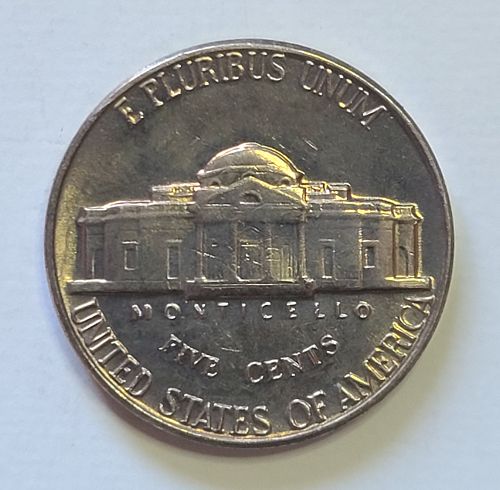 E PLURIBUS UNUM
MONTICELLO
FIVE CENTS
UNITED STATES OF AMERICA